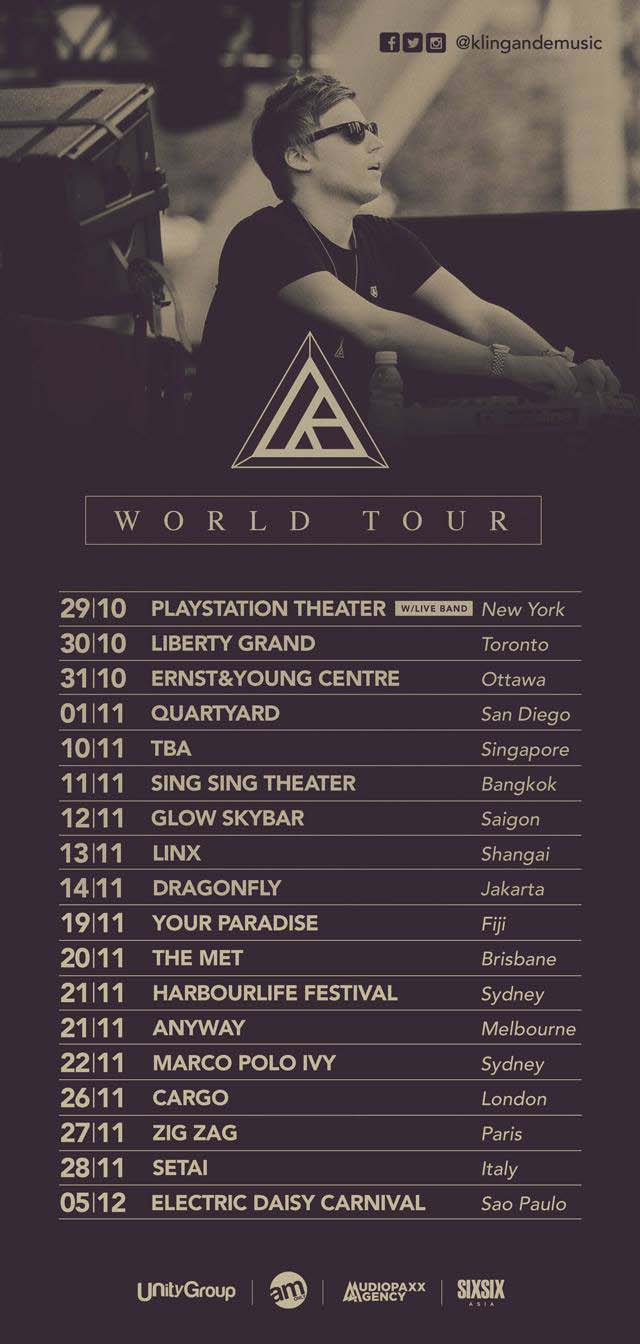 @klingandemusic
WORLD TOUR
29|10 PLAYSTATION THEATER W/LIVE BAND New York
30|10 LIBERTY GRAND Toronto
31|10 ERNST&YOUNG CENTRE Ottawa
01|11 QUARTYARD San Diego
10|11 TBA Singapore
11|11 SING SING THEATER Bangkok
12|11 GLOW SKYBAR Saigon
13|11 LINX Shangai
14|11 DRAGONFLY Jakarta
19|11 YOUR PARADISE Fiji
20|11 THE MET Brisbane
21|11 HARBOURLIFE FESTIVAL Sydney
21|11 ANYWAY Melbourne
22|11 MARCO POLO IVY Sydney
26|11 CARGO London
27|11 ZIG ZAG Paris
28|11 SETAI Italy
05|12 ELECTRIC DAISY CARNIVAL Sao Paulo
UnityGroup | am | AUDIOPAXX AGENCY | SIXSIX ASIA